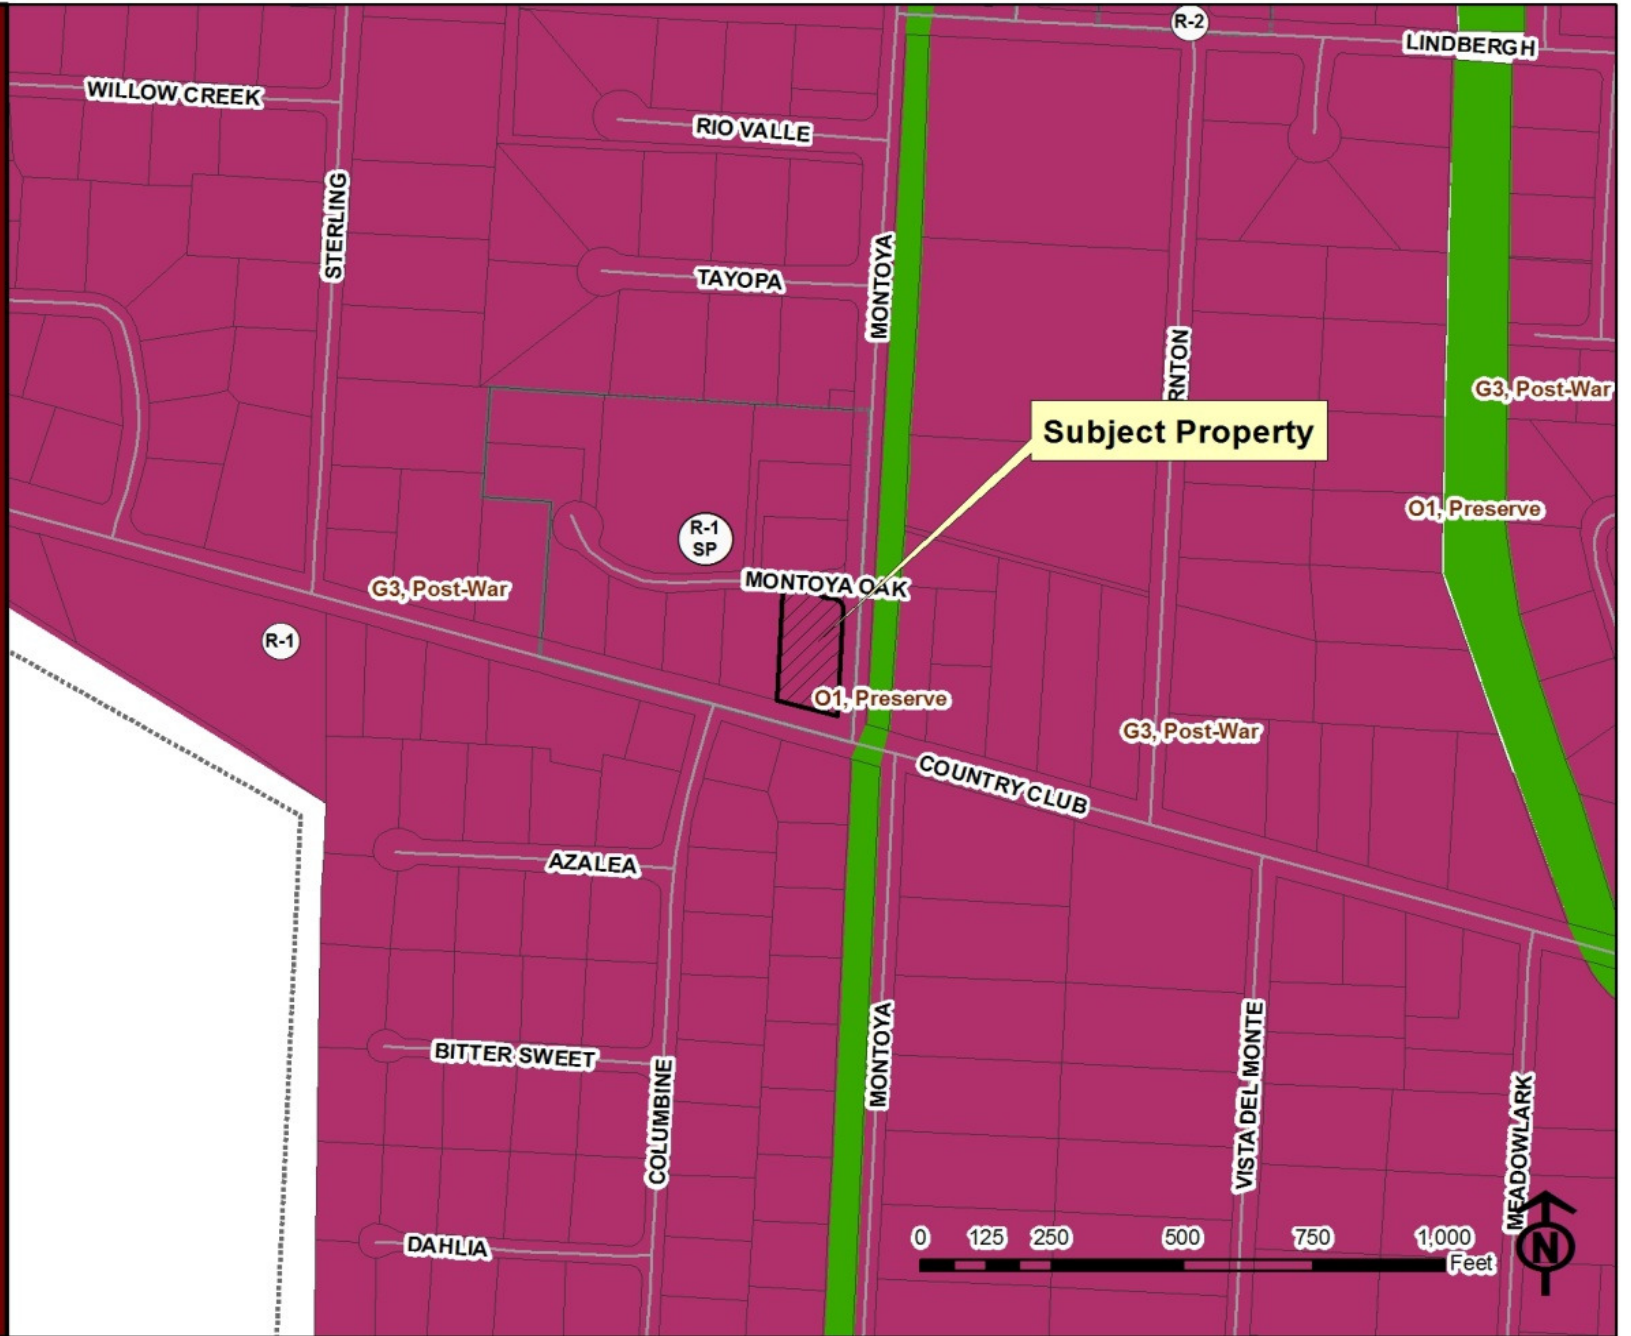 R-2
LINDBERGH
WILLOW CREEK
RIO VALLE
STERLING
TAYOPA
MONTOYA
RNTON
G3, Post-War
Subject Property
O1, Preserve
R-1
SP
MONTOYA OAK
G3, Post-War
R-1
O1, Preserve
G3, Post-War
COUNTRY CLUB
AZALEA
MONTOYA
VISTA DEL MONTE
BITTER SWEET
COLUMBINE
MEADOWLARK
DAHLIA
0 125 250 500 750 1,000
Feet
N